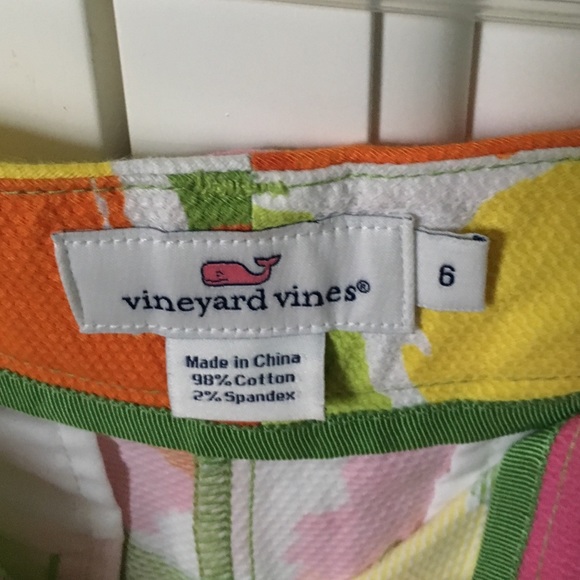 vineyard vines®
6
Made in China
98% Cotton
2% Spandex